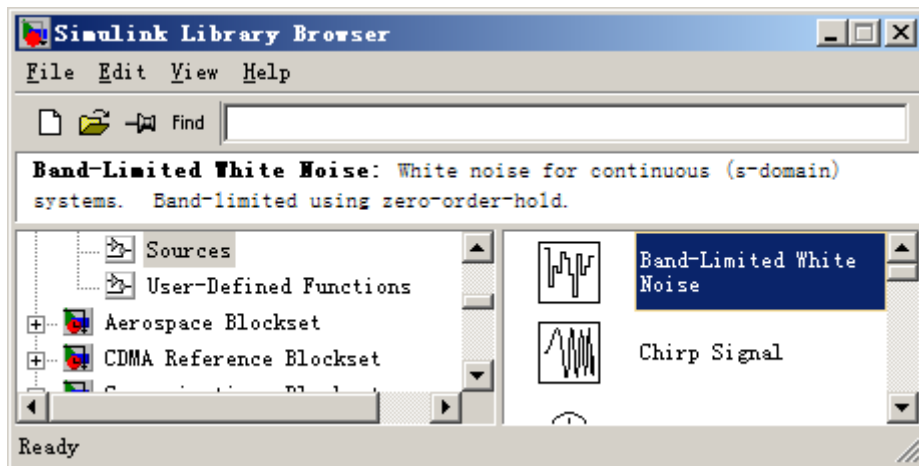 Simulink Library Browser
File Edit View Help
Find
Band-Limited White Noise: White noise for continuous (s-domain)
systems. Band-limited using zero-order-hold.
Sources
User-Defined Functions
Aerospace Blockset
CDMA Reference Blockset
Band-Limited White
Noise
Chirp Signal
Ready